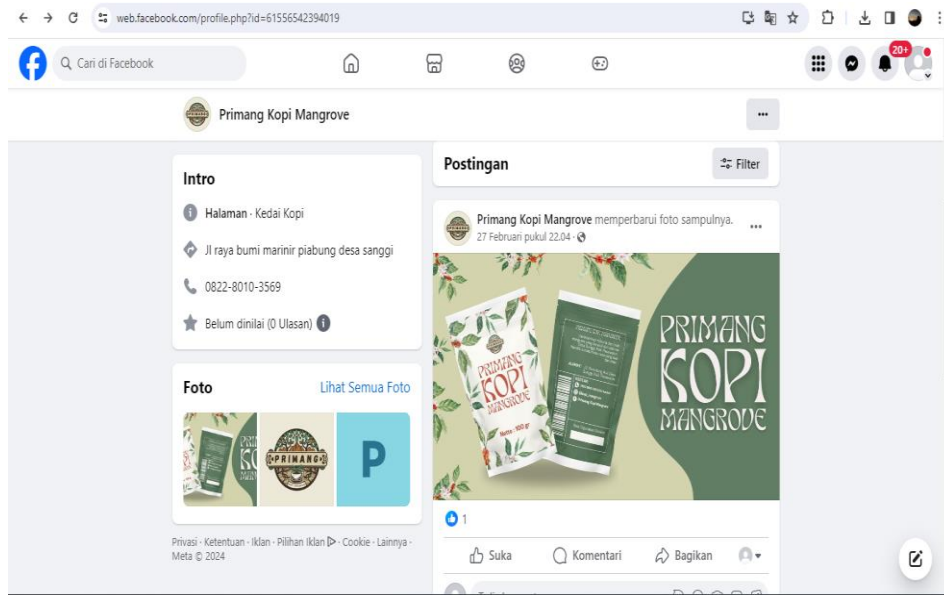 web.facebook.com/profile.php?id=61556542394019
Cari di Facebook
20+
Primang Kopi Mangrove
Intro
Halaman · Kedai Kopi
Jl raya bumi marinir piabung desa sanggi
0822-8010-3569
Belum dinilai (0 Ulasan)
Foto
Lihat Semua Foto
PRIMANG
P
Privasi · Ketentuan · Iklan · Pilihan Iklan · Cookie · Lainnya ·
Meta © 2024
Postingan
Filter
Primang Kopi Mangrove memperbarui foto sampulnya.
27 Februari pukul 22.04
PRIMANG
KOPI
MANGROVE
Netto : 100 gr
PRIMANG
KOPI
MANGROVE
1
Suka
Komentari
Bagikan